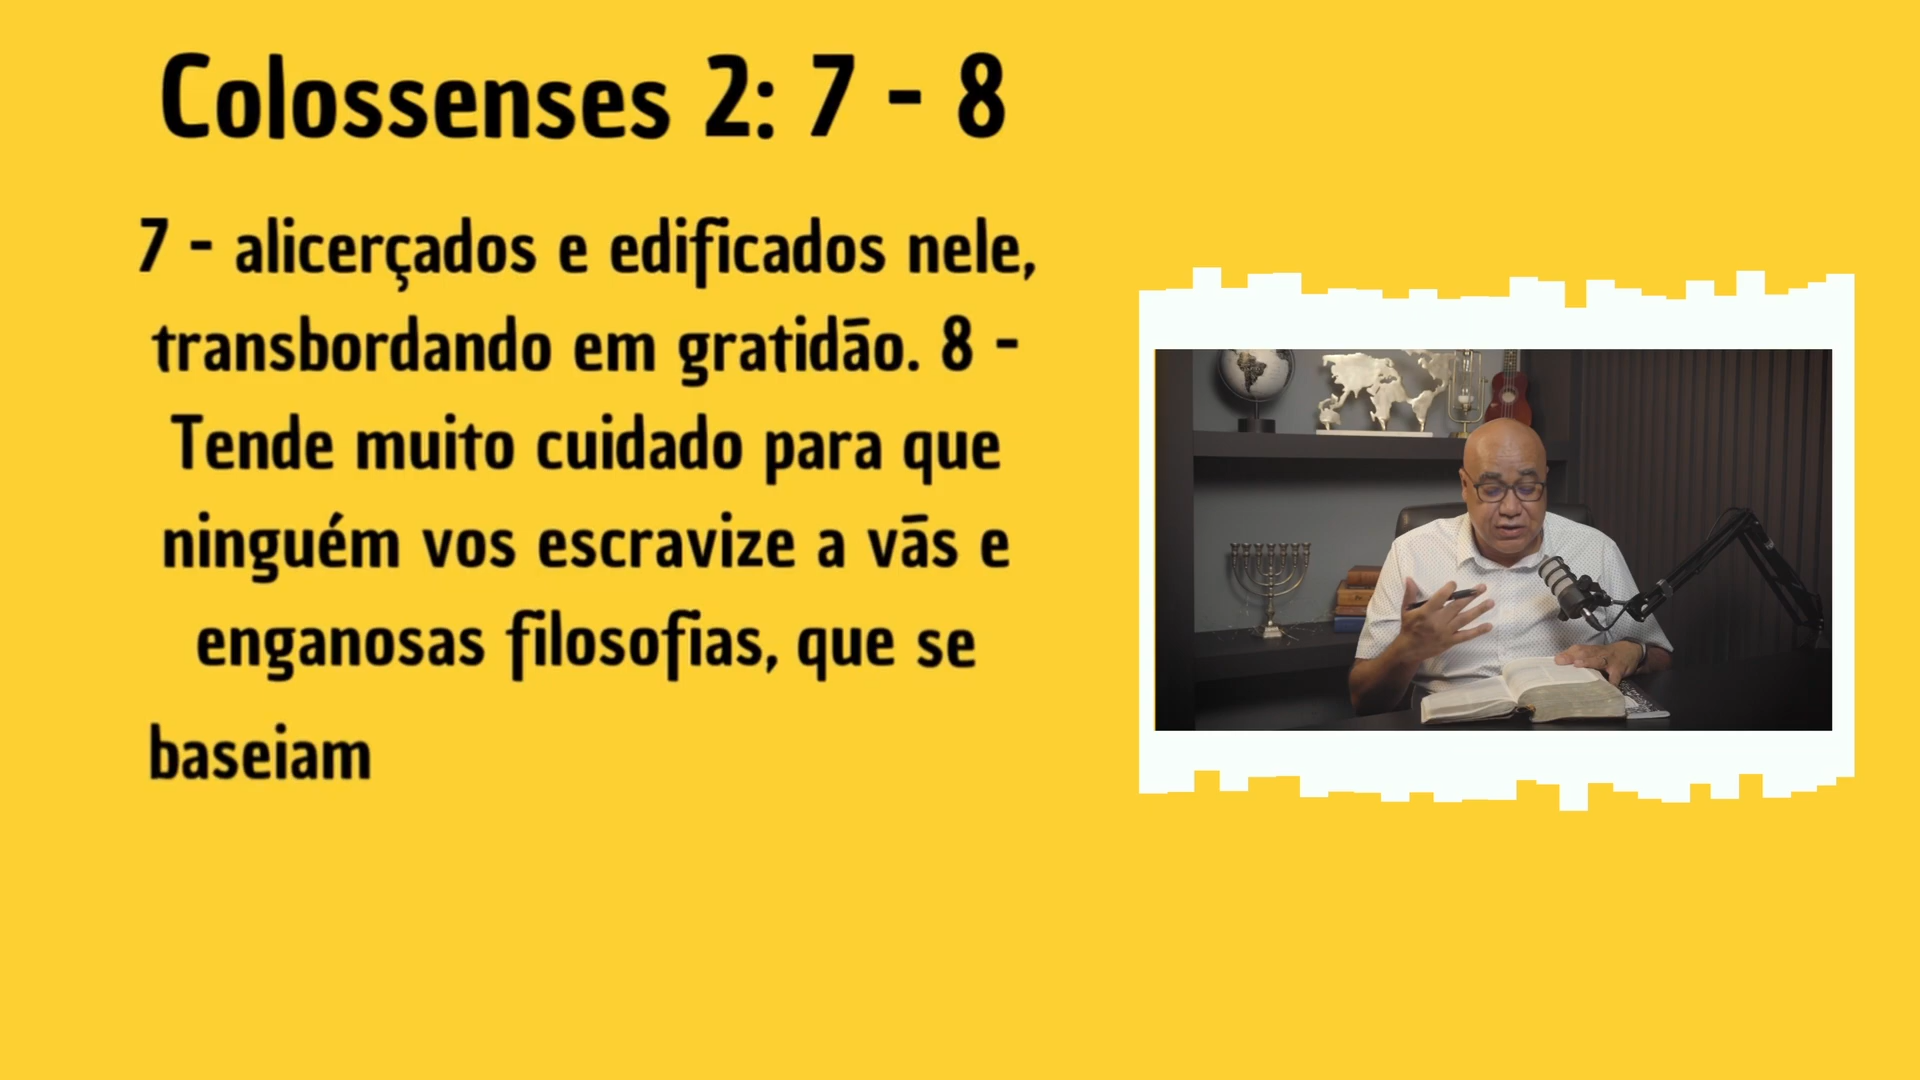 Colossenses 2: 7 - 8
7 - alicerçados e edificados nele,
transbordando em gratidão. 8 -
Tende muito cuidado para que
ninguém vos escravize a vãs e
enganosas filosofias, que se
baseiam